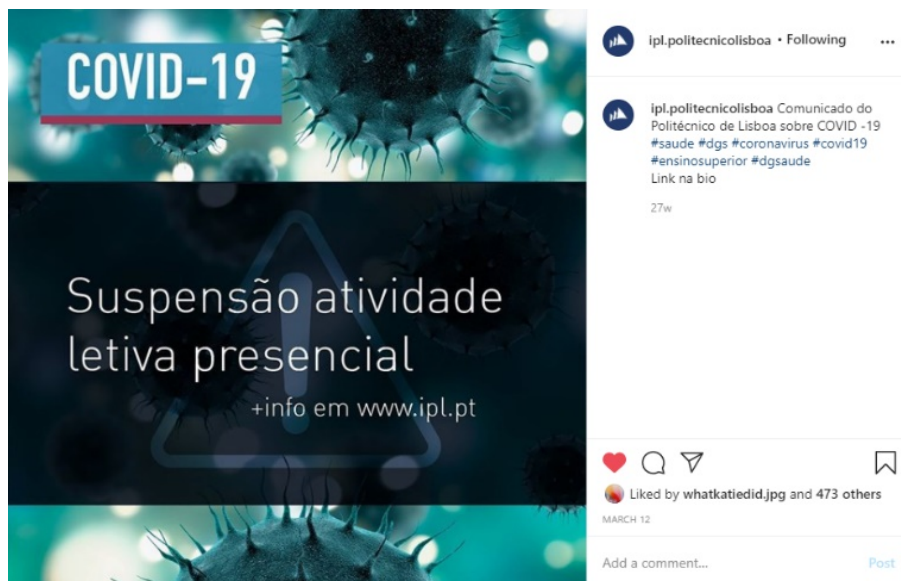 COVID-19
Suspensão atividade
letiva presencial
+info em www.ipl.pt
ipl.politecnicolisboa • Following
ipl.politecnicolisboa Comunicado do
Politécnico de Lisboa sobre COVID -19
#saude #dgs #coronavirus #covid19
#ensinosuperior #dgsaude
Link na bio
27w
Liked by whatkatiedid.jpg and 473 others
MARCH 12
Add a comment... Post